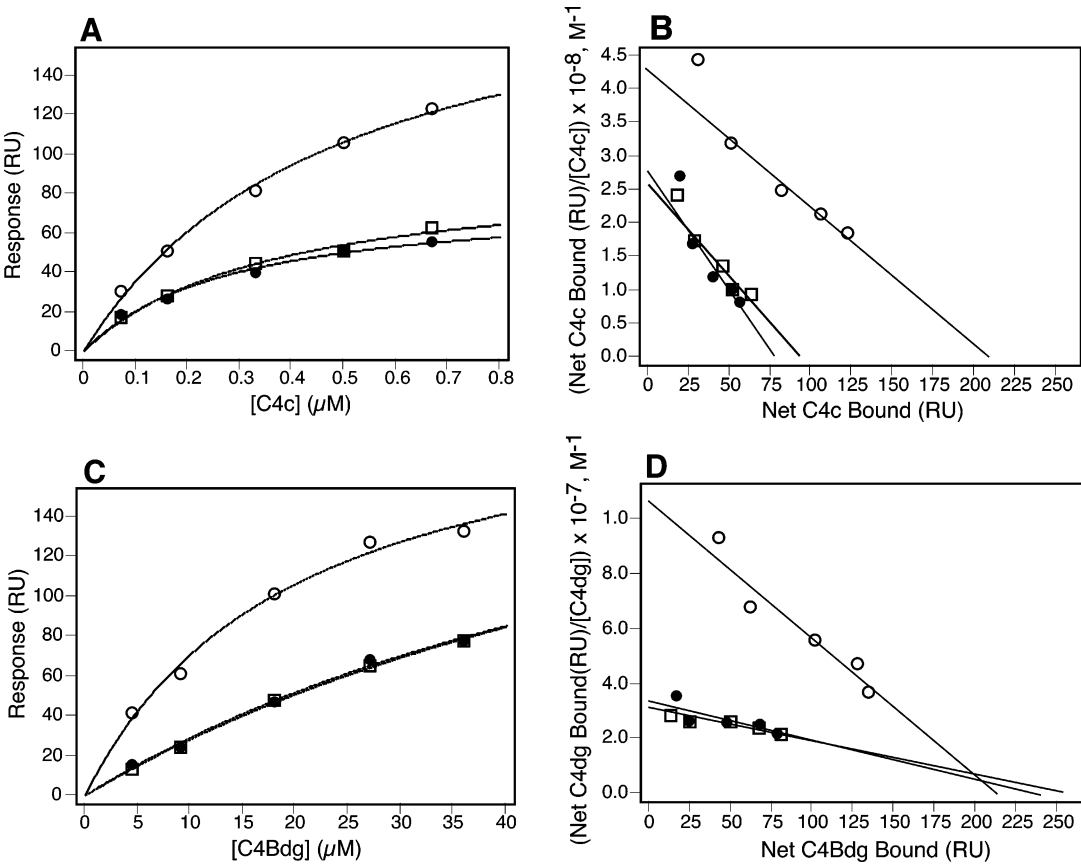 A
Response (RU)
140
120
100
80
60
40
20
0
0 0.1 0.2 0.3 0.4 0.5 0.6 0.7 0.8
[C4c] (µM)
B
(Net C4c Bound (RU)/[C4c]) x 10-8, M-1
4.5
4.0
3.5
3.0
2.5
2.0
1.5
1.0
0.5
0.0
0 25 50 75 100 125 150 175 200 225 250
Net C4c Bound (RU)
C
Response (RU)
140
120
100
80
60
40
20
0
0 5 10 15 20 25 30 35 40
[C4Bdg] (µM)
D
(Net C4dg Bound(RU)/[C4dg]) x 10-7, M-1
1.0
8.0
6.0
4.0
2.0
0.0
0 25 50 75 100 125 150 175 200 225 250
Net C4Bdg Bound (RU)